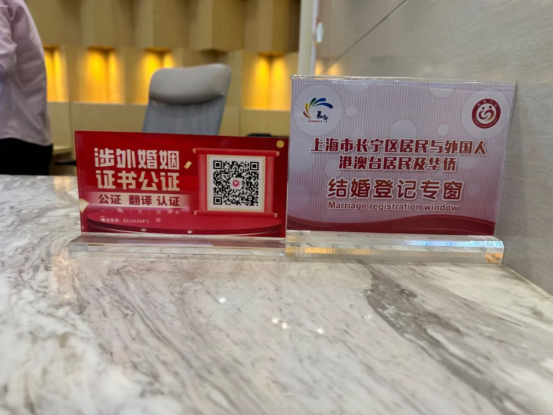 涉外婚姻
证书公证
公证 翻译 认证
上海市长宁区居民与外国人
港澳台居民及华侨
结婚登记专窗
Marriage registration window